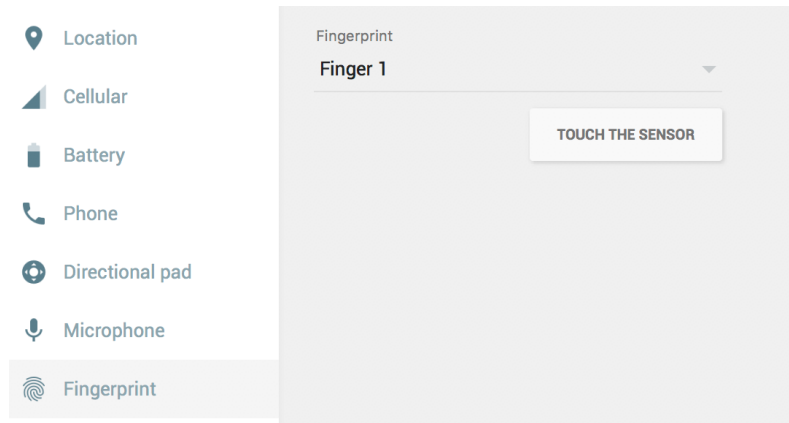 Location
Cellular
Battery
Phone
Directional pad
Microphone
Fingerprint
Fingerprint
Finger 1
TOUCH THE SENSOR